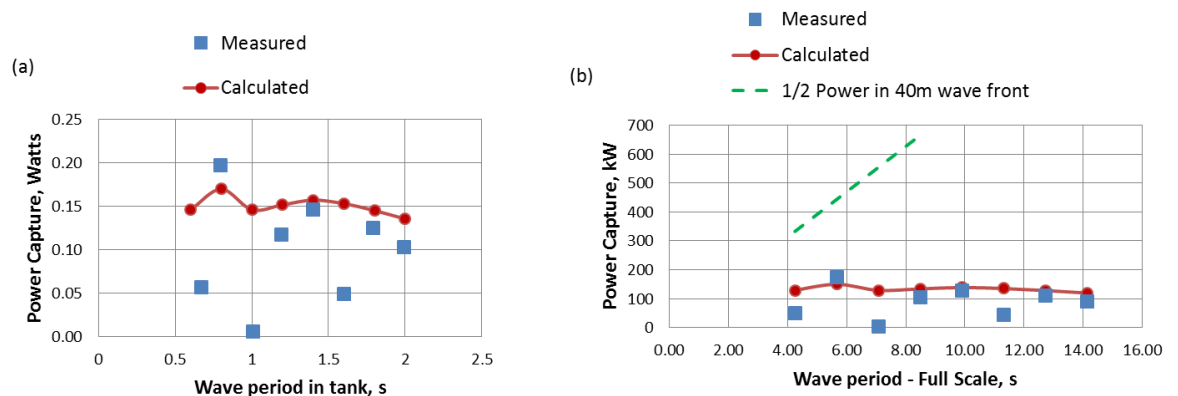 (a)
Measured
Calculated
Power Capture, Watts
0.25
0.20
0.15
0.10
0.05
0.00
0
0.5
1
1.5
2
2.5
Wave period in tank, s
(b)
Measured
Calculated
1/2 Power in 40m wave front
Power Capture, kW
700
600
500
400
300
200
100
0
0.00
2.00
4.00
6.00
8.00
10.00
12.00
14.00
16.00
Wave period - Full Scale, s